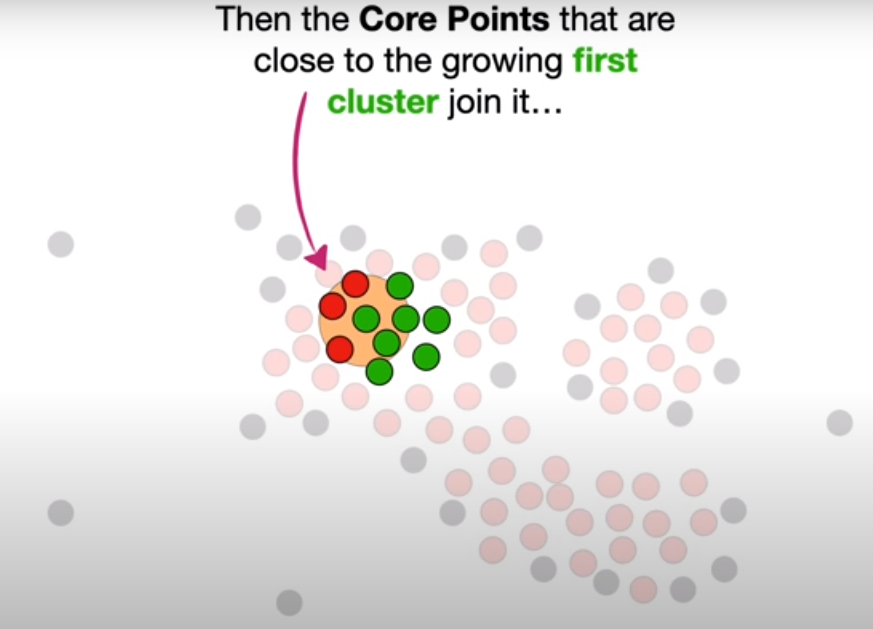 Then the Core Points that are
close to the growing first
cluster join it...